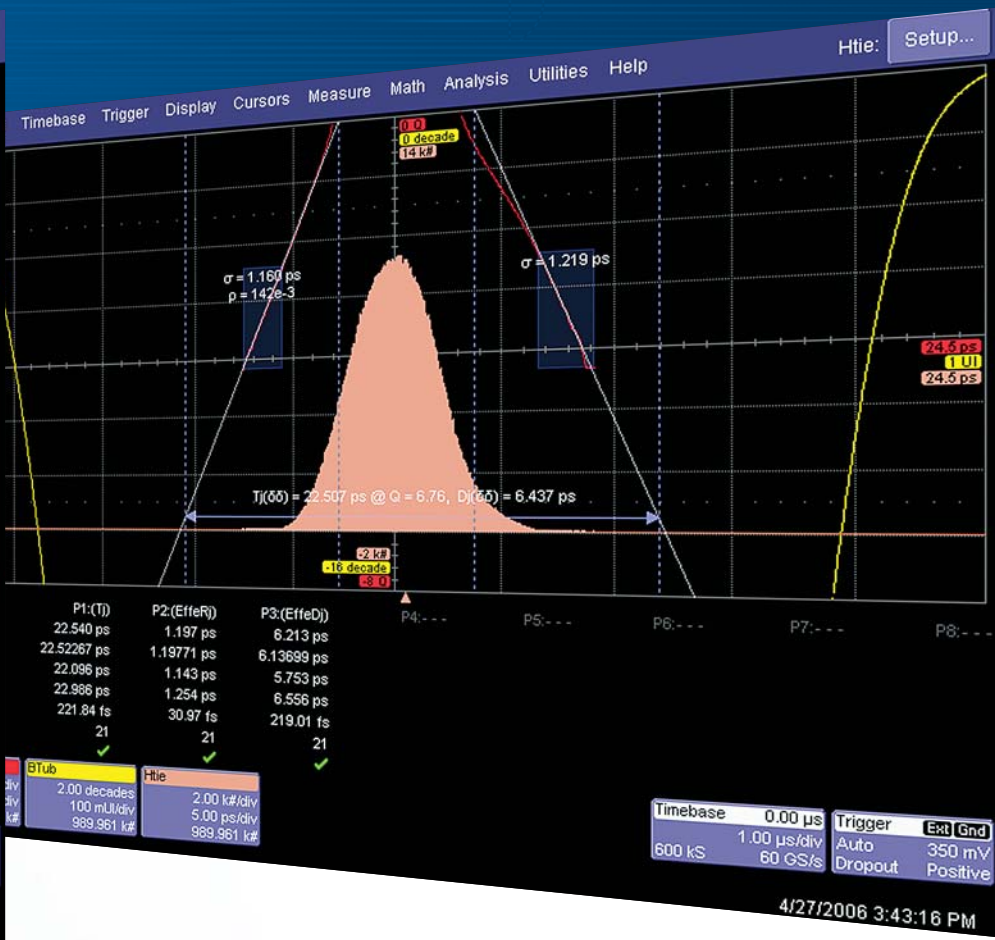 Htie: Setup...
Timebase Trigger Display Cursors Measure Math Analysis Utilities Help
0 Q
0 decade
14 k#
σ = 1.160 ps
ρ = 142e-3
σ = 1.219 ps
24.5 ps
1 UI
24.5 ps
Tj(δδ) = 22.507 ps @ Q = 6.76, Dj(δδ) = 6.437 ps
-2 k#
-16 decade
-8 Q
P1:(Tj) P2:(EffeRj) P3:(EffeDj) P4:- - - P5:- - - P6:- - - P7:- - - P8:- - -
22.540 ps 1.197 ps 6.213 ps
22.52267 ps 1.19771 ps 6.13699 ps
22.096 ps 1.143 ps 5.753 ps
22.986 ps 1.254 ps 6.556 ps
221.84 fs 30.97 fs 219.01 fs
21 21 21
div
div
k#
BTub
2.00 decades
100 mUI/div
989.961 k#
Htie
2.00 k#/div
5.00 ps/div
989.961 k#
Timebase 0.00 µs
1.00 µs/div
600 kS 60 GS/s
Trigger Ext Gnd
Auto 350 mV
Dropout Positive
4/27/2006 3:43:16 PM